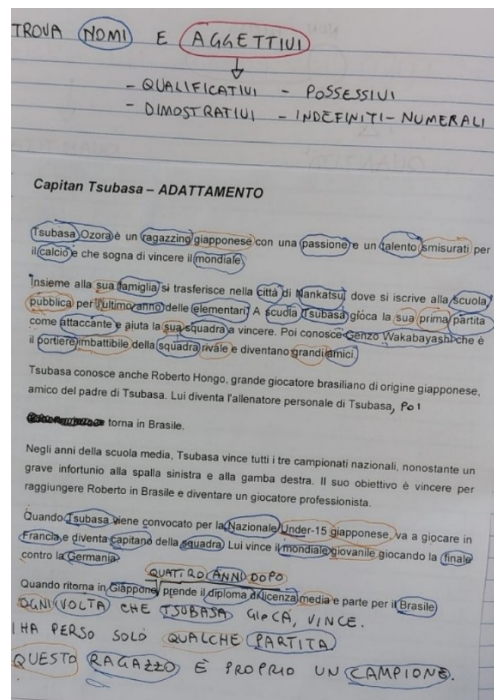 TROVA NOMI E AGGETTIVI
- QUALIFICATIVI - POSSESSIVI
- DIMOSTRATIVI - INDEFINITI - NUMERALI
Capitan Tsubasa – ADATTAMENTO
Tsubasa Ozora è un ragazzino giapponese con una passione e un talento smisurati per
il calcio e che sogna di vincere il mondiale.
Insieme alla sua famiglia si trasferisce nella città di Nankatsu, dove si iscrive alla scuola
pubblica per l'ultimo anno delle elementari. A scuola Tsubasa gioca la sua prima partita
come attaccante e aiuta la sua squadra a vincere. Poi conosce Genzo Wakabayashi che è
il portiere imbattibile della squadra rivale e diventano grandi amici.
Tsubasa conosce anche Roberto Hongo, grande giocatore brasiliano di origine giapponese,
amico del padre di Tsubasa. Lui diventa l'allenatore personale di Tsubasa, POI
torna in Brasile.
Negli anni della scuola media, Tsubasa vince tutti i tre campionati nazionali, nonostante un
grave infortunio alla spalla sinistra e alla gamba destra. Il suo obiettivo è vincere per
raggiungere Roberto in Brasile e diventare un giocatore professionista.
Quando Tsubasa viene convocato per la Nazionale Under-15 giapponese, va a giocare in
Francia e diventa capitano della squadra. Lui vince il mondiale giovanile giocando la finale
contro la Germania.
QUATTRO ANNI DOPO
Quando ritorna in Giappone prende il diploma di licenza media e parte per il Brasile
OGNI VOLTA CHE TSUBASA GIOCA, VINCE.
HA PERSO SOLO QUALCHE PARTITA
QUESTO RAGAZZO È PROPRIO UN CAMPIONE.